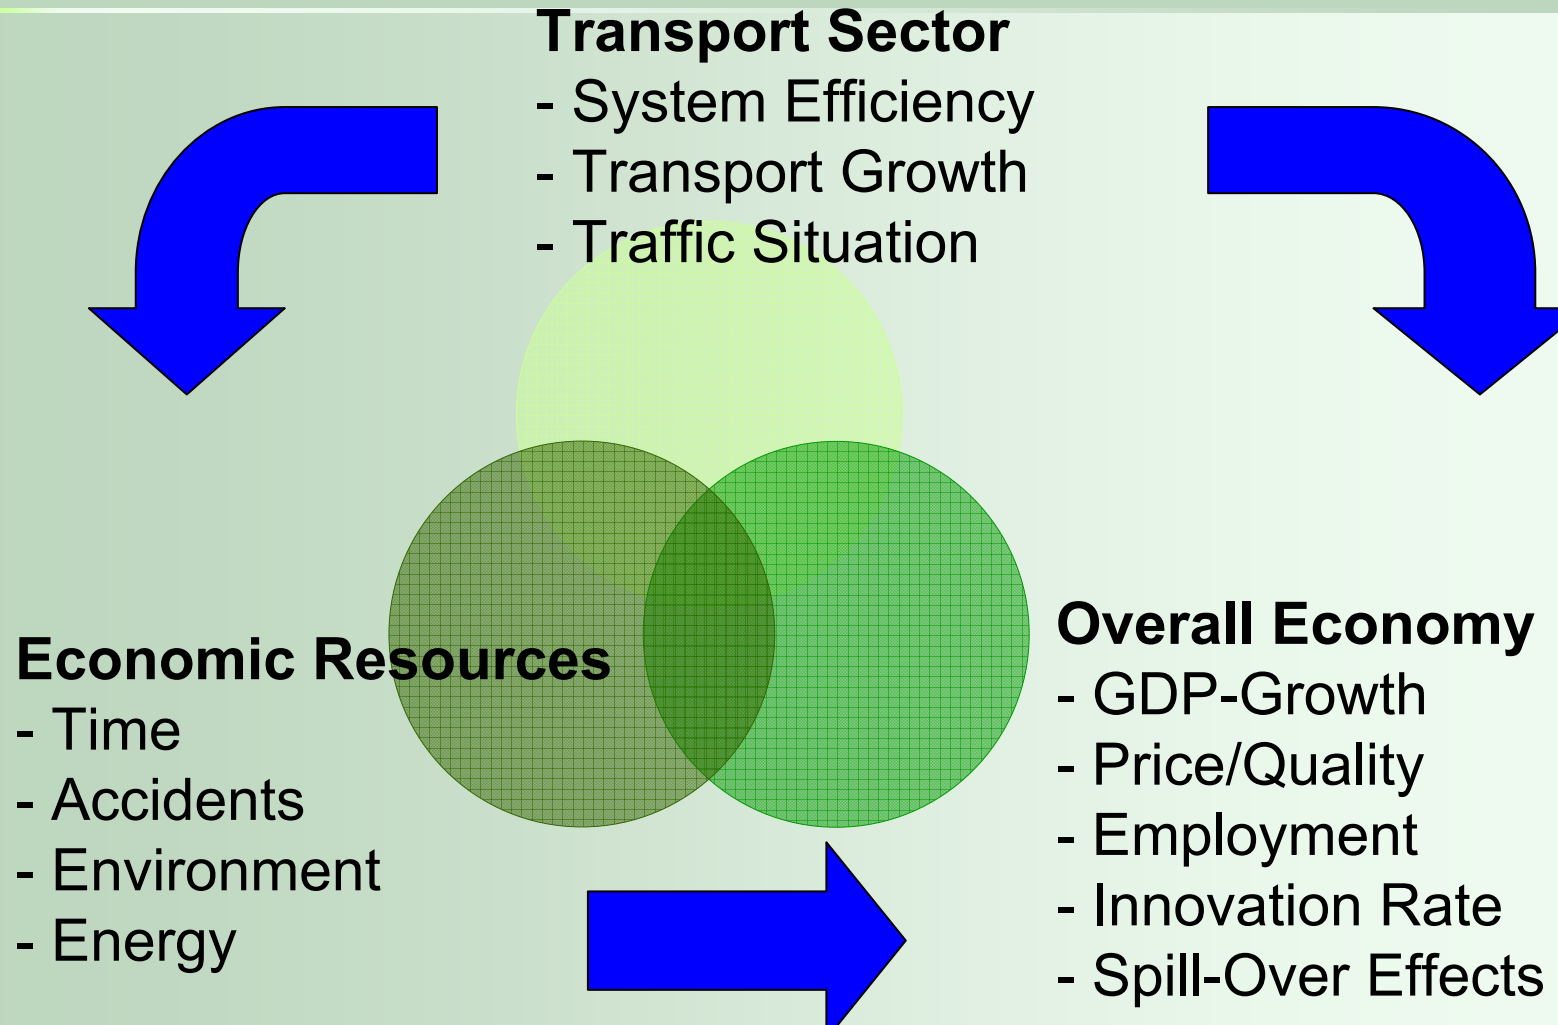 Transport Sector
- System Efficiency
- Transport Growth
- Traffic Situation
Economic Resources
- Time
- Accidents
- Environment
- Energy
Overall Economy
- GDP-Growth
- Price/Quality
- Employment
- Innovation Rate
- Spill-Over Effects